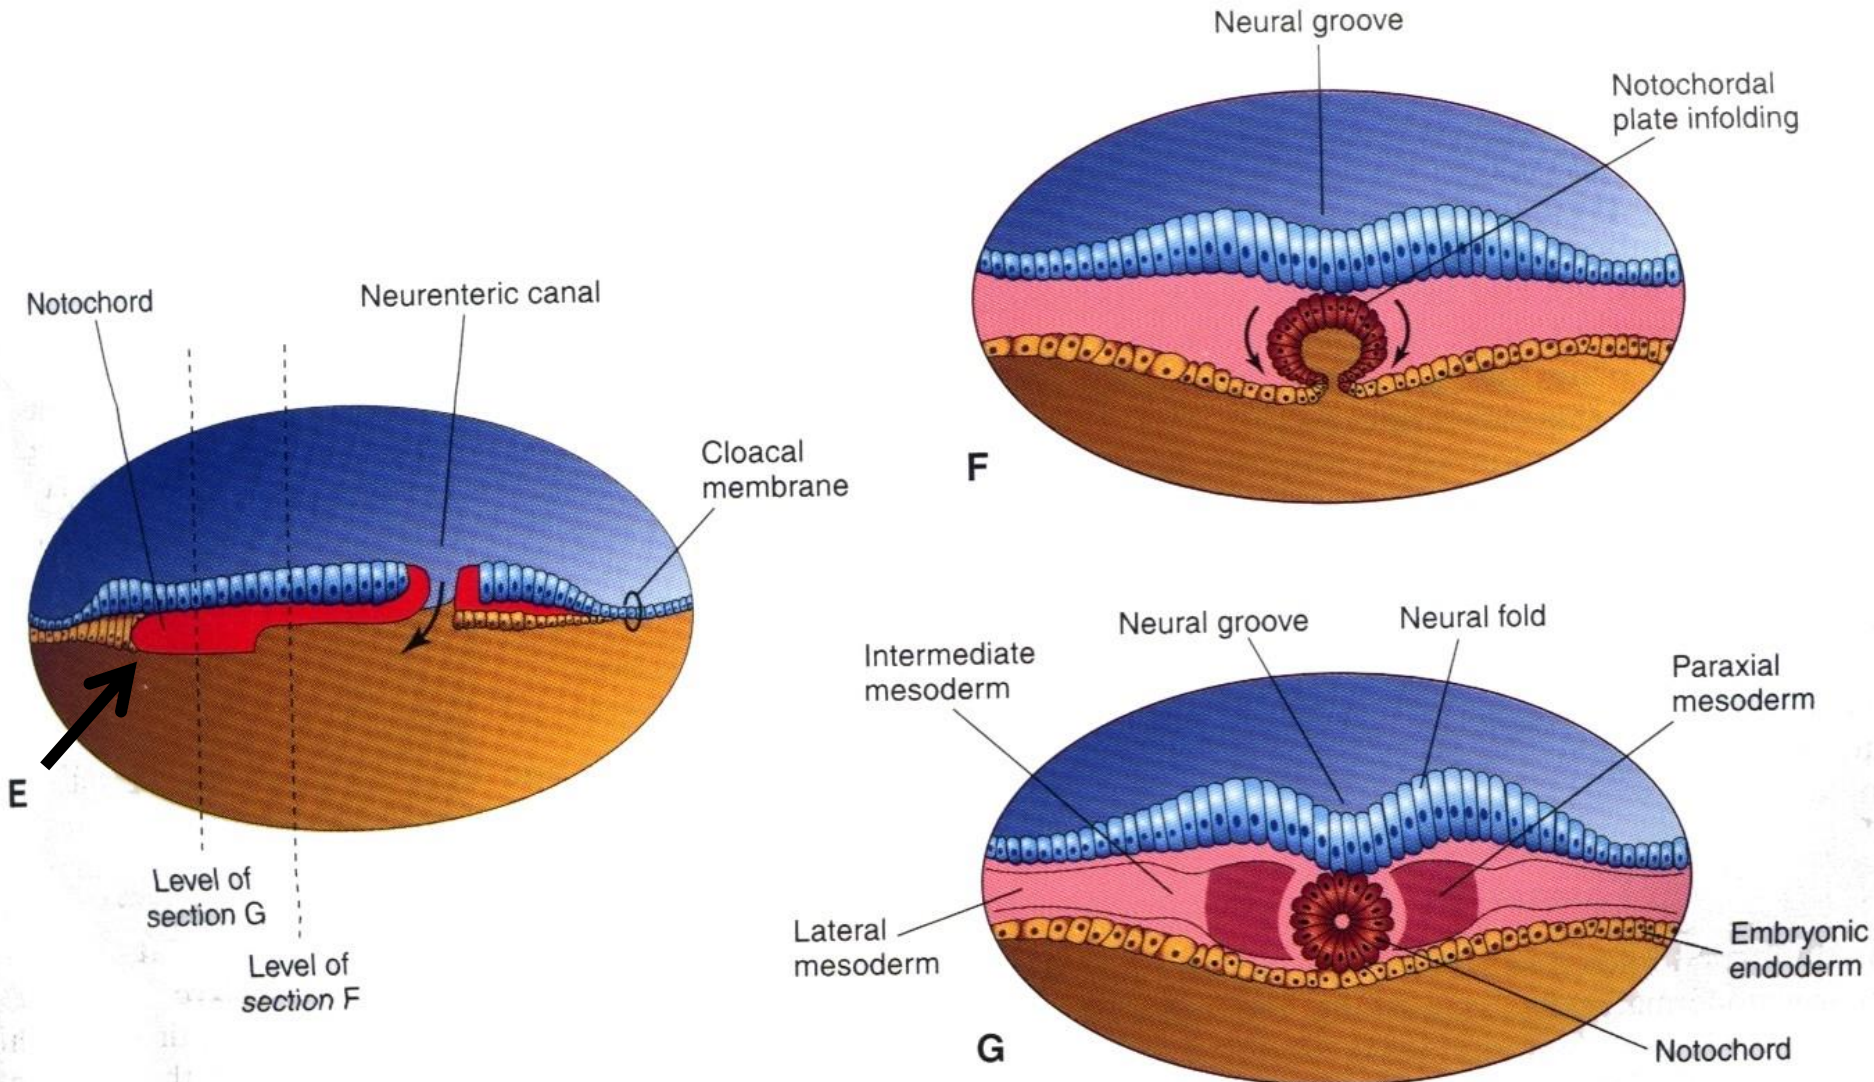 Notochord
Neurenteric canal
Cloacal
membrane
Level of
section G
Level of
section F
E
Neural groove
Notochordal
plate infolding
F
Neural groove
Neural fold
Intermediate
mesoderm
Paraxial
mesoderm
Lateral
mesoderm
Embryonic
endoderm
Notochord
G